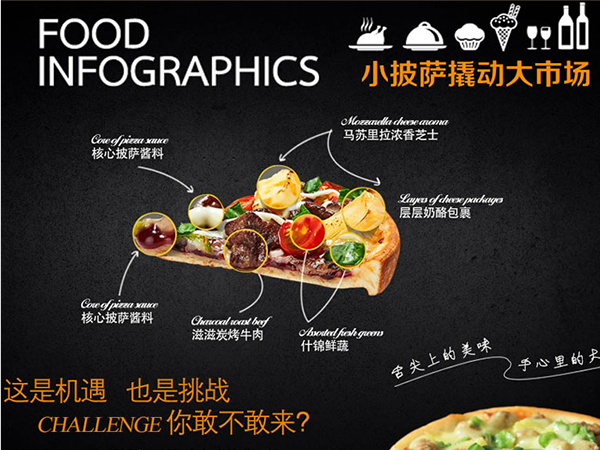 FOOD
INFOGRAPHICS
小披萨撬动大市场
Mozzarella cheese aroma
马苏里拉浓香芝士
Core of pizza sauce
核心披萨酱料
Layers of cheese packages
层层奶酪包裹
Core of pizza sauce
核心披萨酱料
Charcoal roast beef
滋滋炭烤牛肉
Assorted fresh greens
什锦鲜蔬
舌尖上的美味
手心里的
这是机遇 也是挑战
CHALLENGE 你敢不敢来?